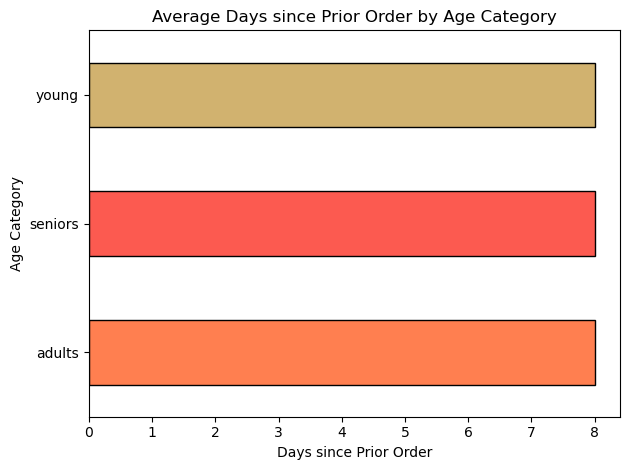 Average Days since Prior Order by Age Category
Age Category
young
seniors
adults
0 1 2 3 4 5 6 7 8
Days since Prior Order